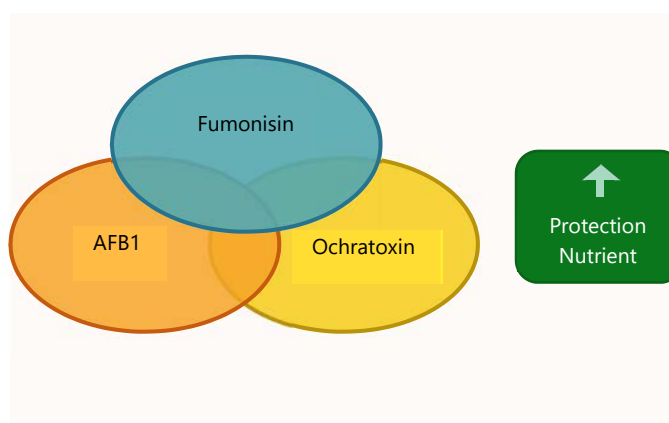 Fumonisin
AFB1
Ochratoxin
Protection
Nutrient